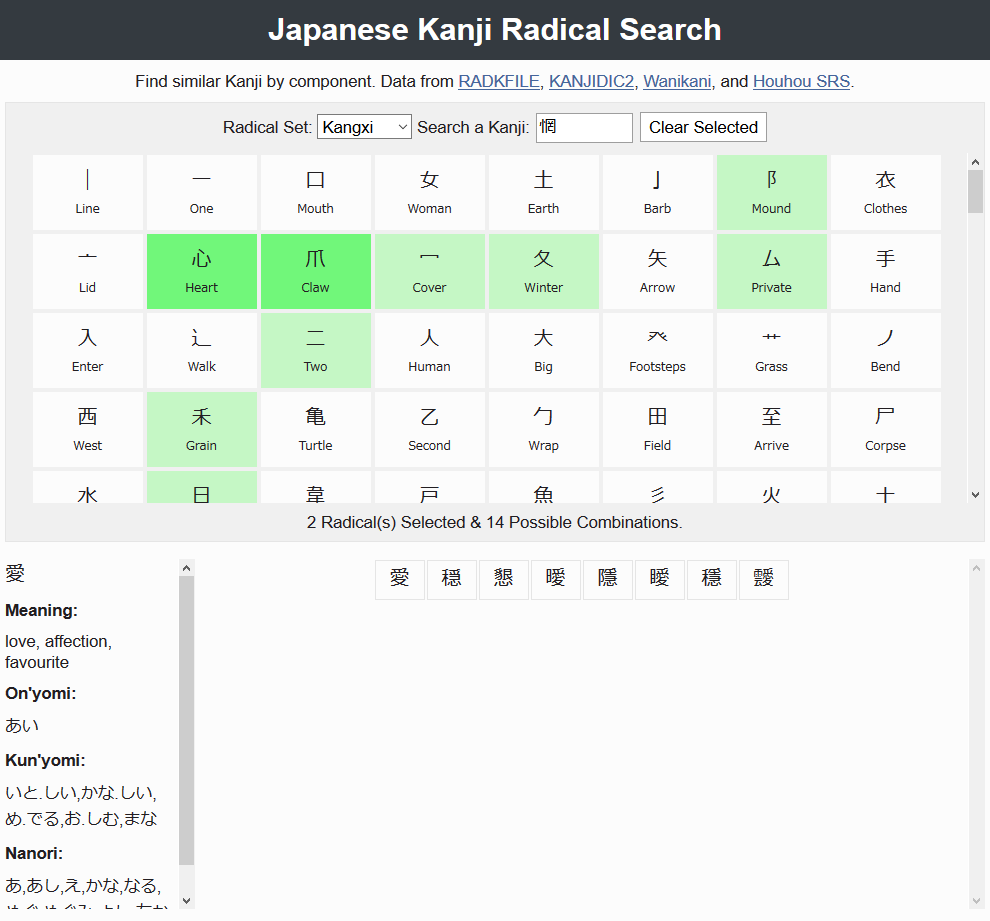 Japanese Kanji Radical Search
Find similar Kanji by component. Data from RADKFILE, KANJIDIC2, Wanikani, and Houhou SRS.
Radical Set: Kangxi Search a Kanji: 惘 Clear Selected
｜ 一 口 女 土 亅 阝 衣
Line One Mouth Woman Earth Barb Mound Clothes
亠 心 爪 冖 夂 矢 厶 手
Lid Heart Claw Cover Winter Arrow Private Hand
入 辶 二 人 大 癶 艹 ノ
Enter Walk Two Human Big Footsteps Grass Bend
西 禾 亀 乙 勹 田 至 尸
West Grain Turtle Second Wrap Field Arrive Corpse
水 日 韋 戸 魚 彡 火 十
2 Radical(s) Selected & 14 Possible Combinations.
愛
Meaning:
love, affection,
favourite
On'yomi:
あい
Kun'yomi:
いと.しい,かな.しい,
め.でる,お.しむ,まな
Nanori:
あ,あし,え,かな,なる,
愛 穏 懇 曖 隱 曖 穩 靉